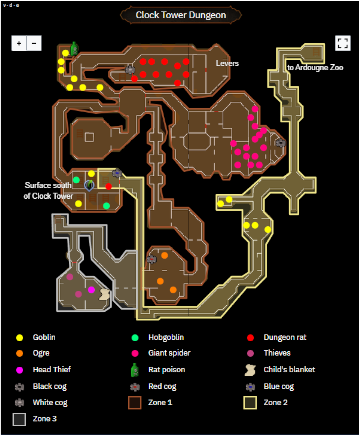 v · d · e
Clock Tower Dungeon
+ −
Levers
to Ardougne Zoo
Surface south
of Clock Tower
Goblin
Hobgoblin
Dungeon rat
Ogre
Giant spider
Thieves
Head Thief
Rat poison
Child's blanket
Black cog
Red cog
Blue cog
White cog
Zone 1
Zone 2
Zone 3